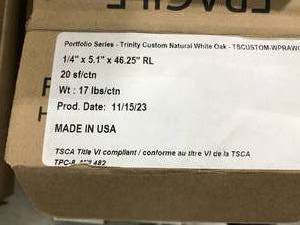 FRAGILE
Portfolio Series - Trinity Custom Natural White Oak - TSCUSTOM-WPRAWO
1/4" x 5.1" x 46.25" RL
20 sf/ctn
Wt : 17 lbs/ctn
Prod. Date: 11/15/23
MADE IN USA
TSCA Title VI compliant / conforme au titre VI de la TSCA